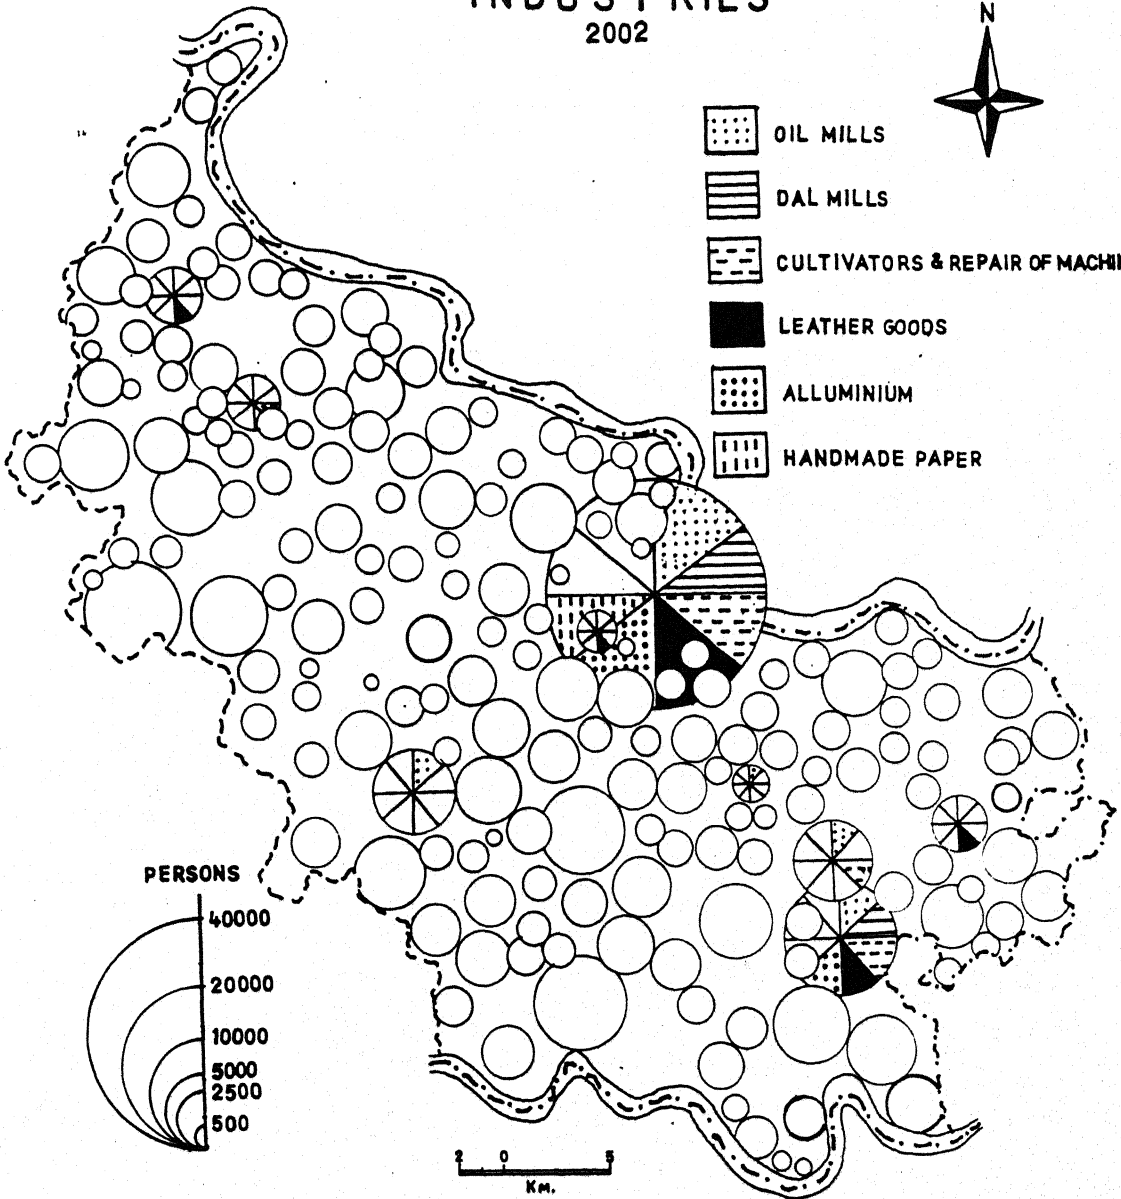 INDUSTRIES
2002
N
OIL MILLS
DAL MILLS
CULTIVATORS & REPAIR OF MACHI
LEATHER GOODS
ALLUMINIUM
HANDMADE PAPER
PERSONS
40000
20000
10000
5000
2500
500
2 0 5
KM.